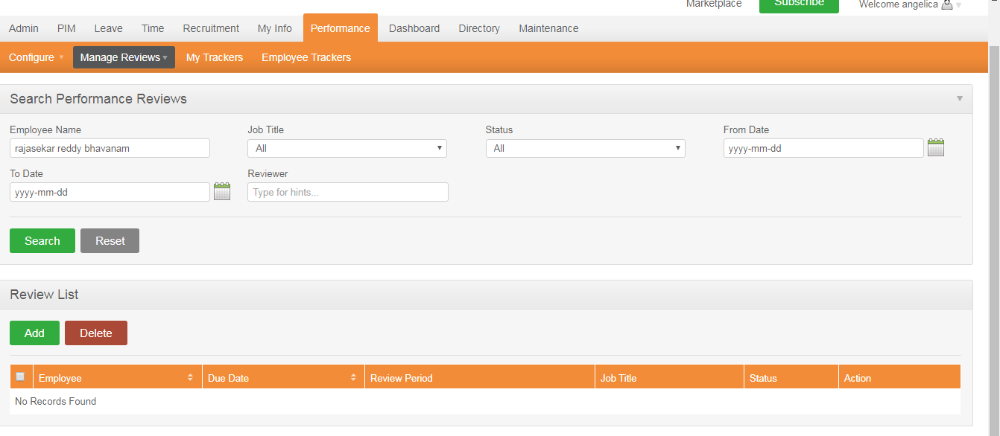 Marketplace Subscribe Welcome angelica
Admin PIM Leave Time Recruitment My Info Performance Dashboard Directory Maintenance
Configure Manage Reviews My Trackers Employee Trackers
Search Performance Reviews
Employee Name Job Title Status From Date
rajasekar reddy bhavanam All All yyyy-mm-dd
To Date Reviewer
yyyy-mm-dd Type for hints...
Search Reset
Review List
Add Delete
Employee Due Date Review Period Job Title Status Action
No Records Found